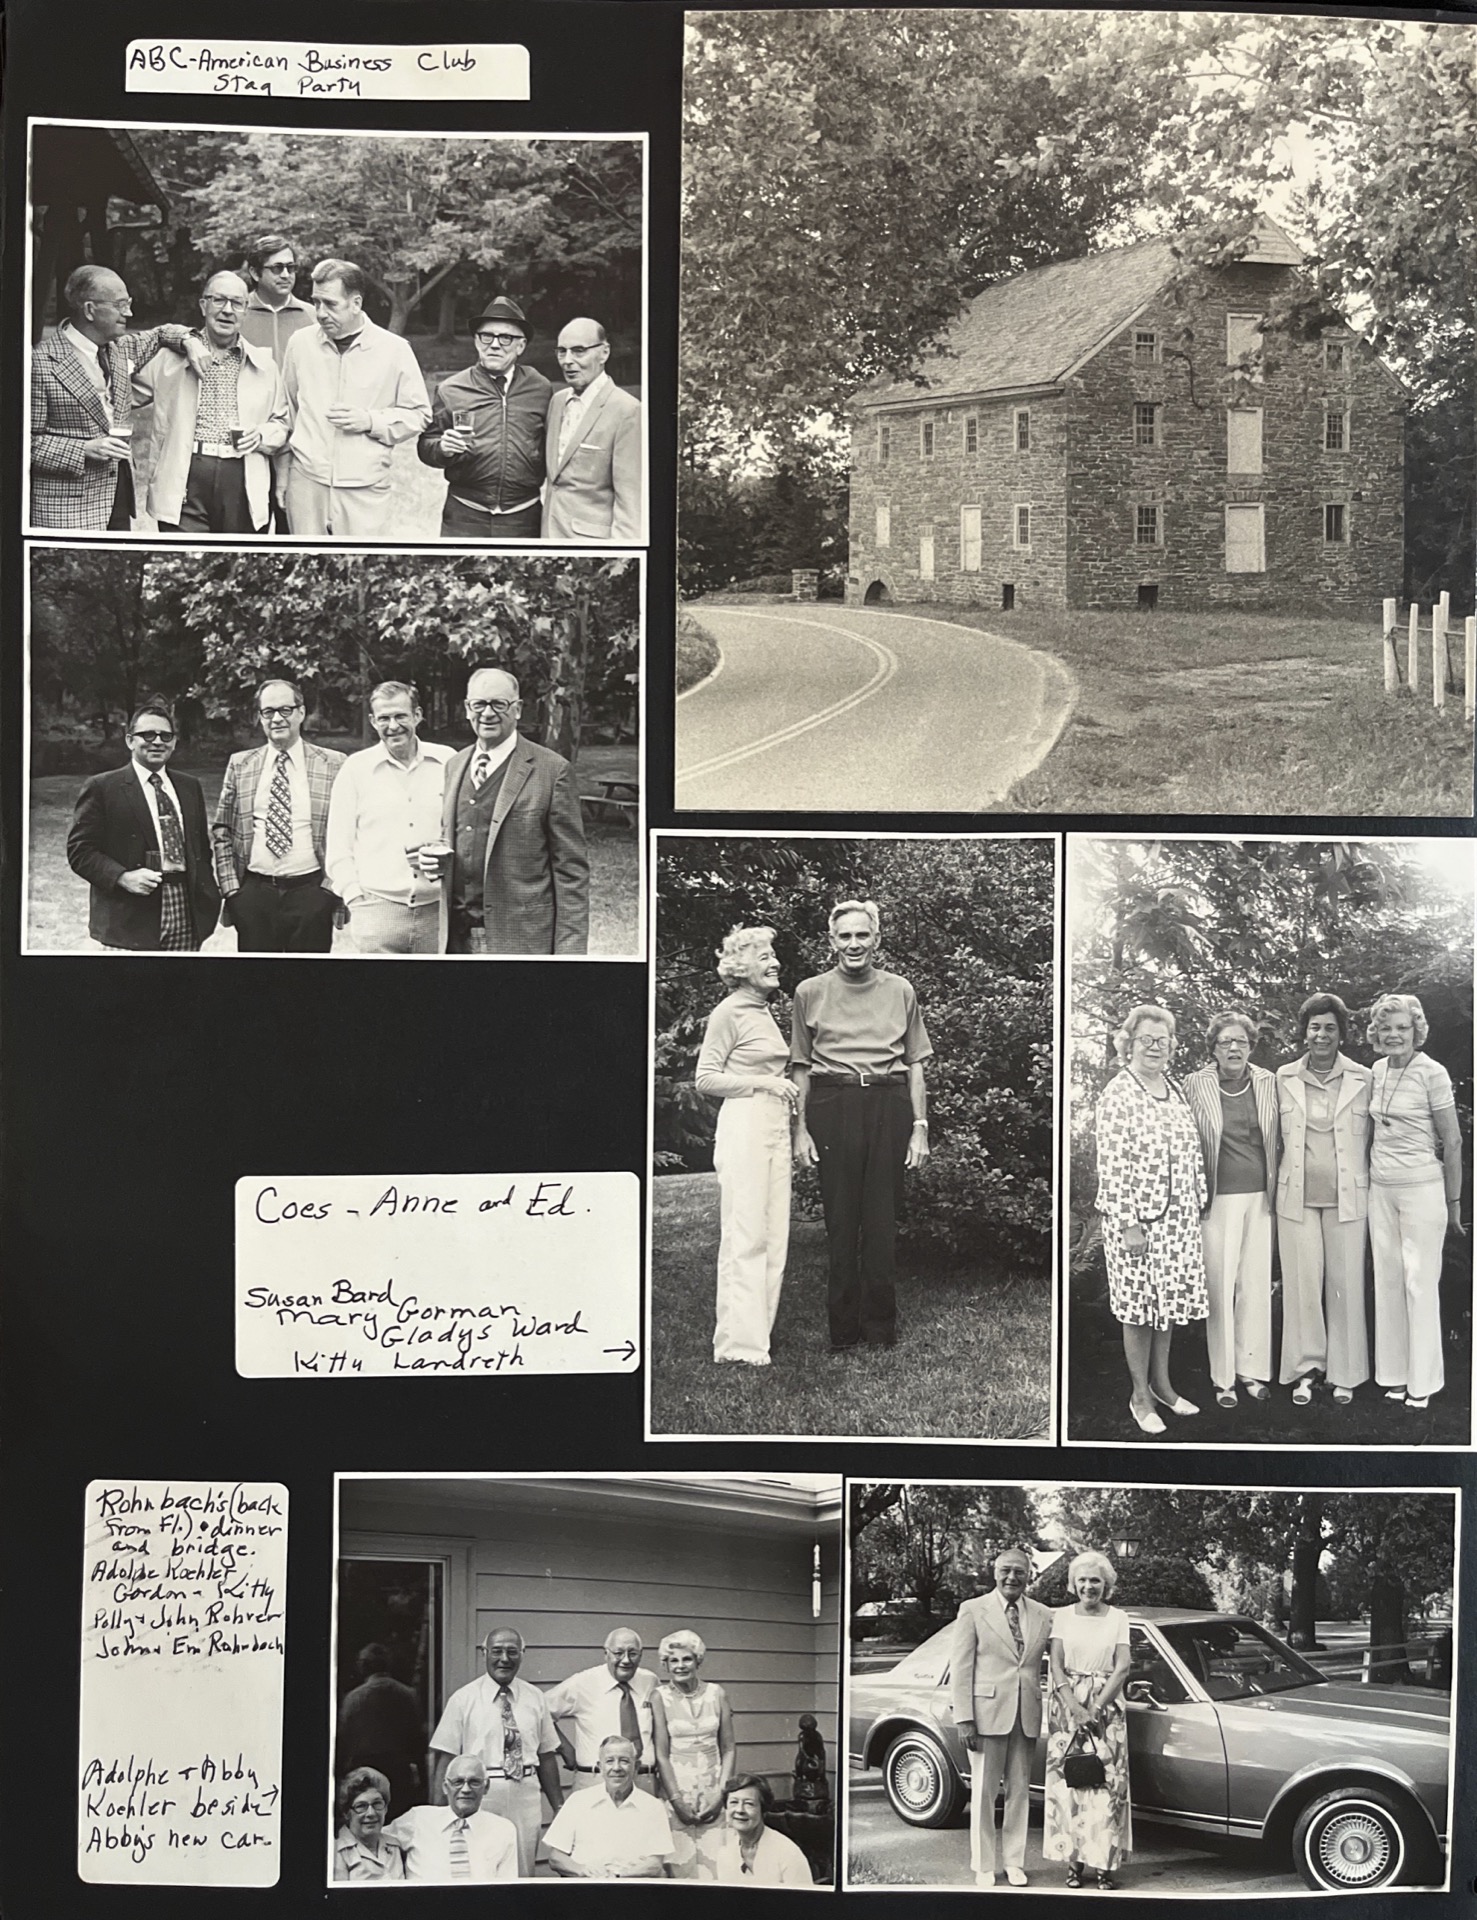 ABC-American Business Club
Stag Party
Coes - Anne and Ed.
Susan Bard
Mary Gorman
Gladys Ward
Kitty Landreth →
Rohrbach's (back
from Fl.) • dinner
and bridge.
Adolphe Koehler
Gordon + Kitty
Polly + John Rohrer
John + Em Rohrbach
Adolphe + Abby
Koehler beside →
Abby's new car.